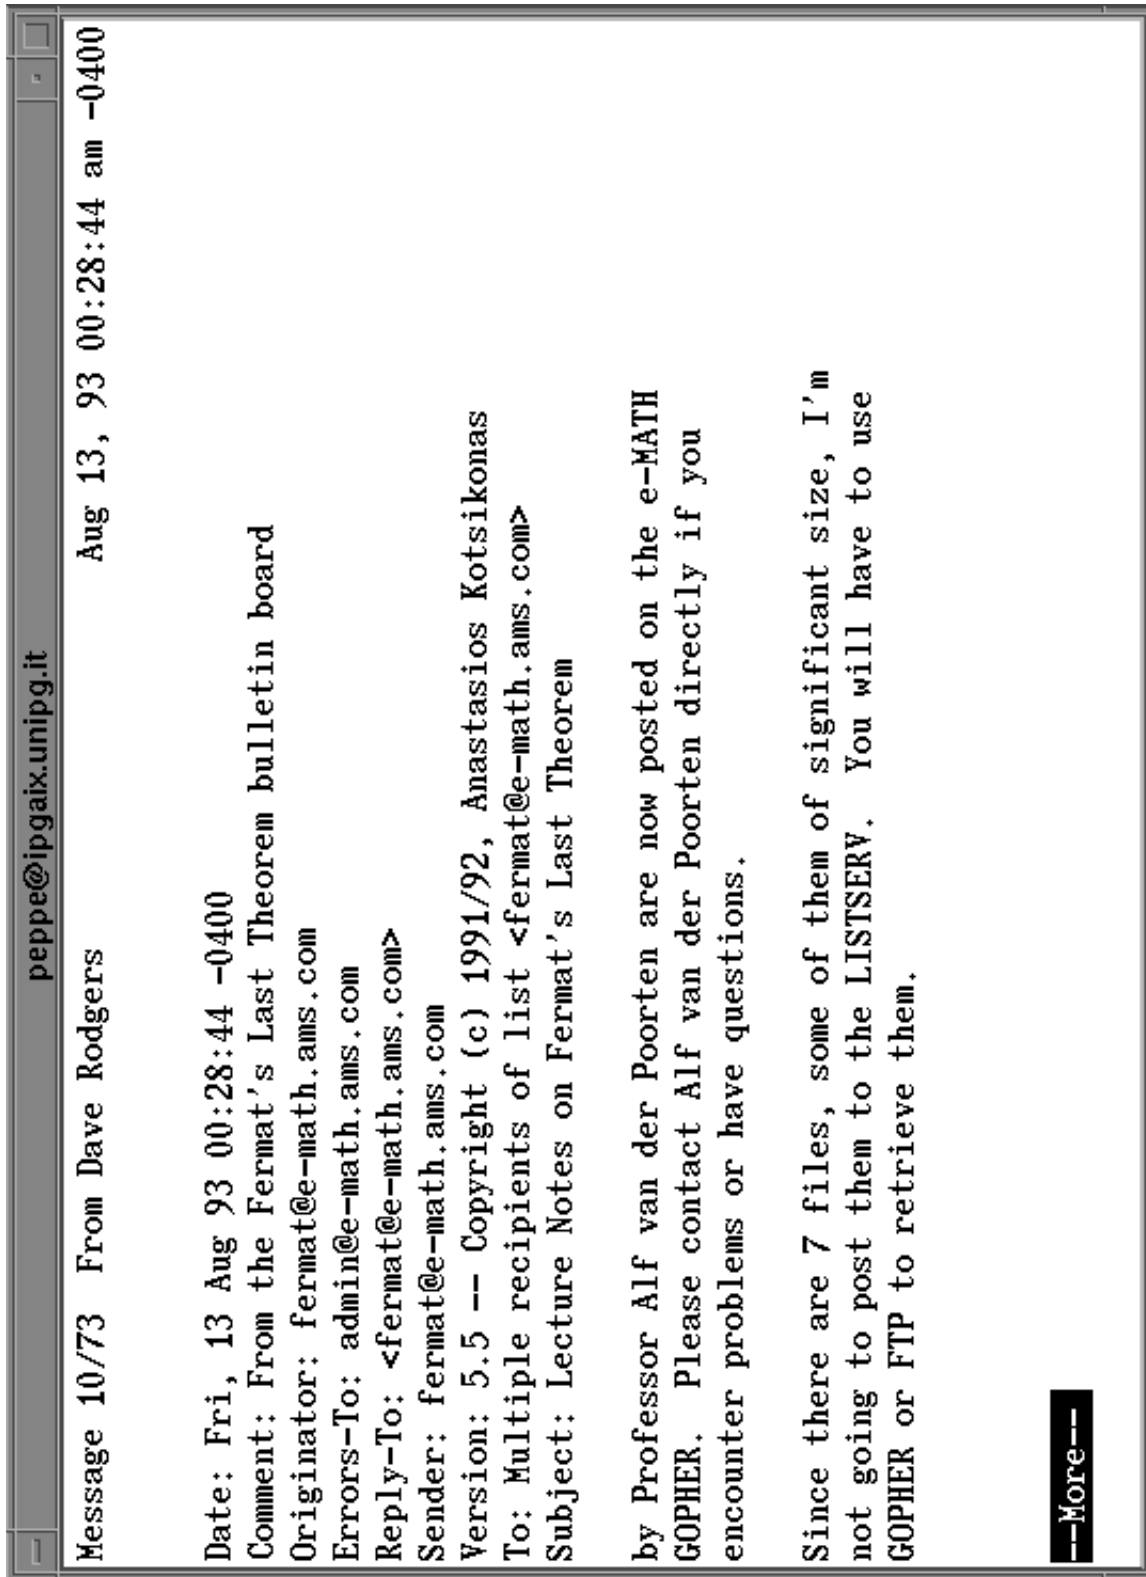 peppe@ipgaix.unipg.it
Message 10/73   From Dave Rodgers                    Aug 13, 93 00:28:44 am -0400
Date: Fri, 13 Aug 93 00:28:44 -0400
Comment: From the Fermat's Last Theorem bulletin board
Originator: fermat@e-math.ams.com
Errors-To: admin@e-math.ams.com
Reply-To: <fermat@e-math.ams.com>
Sender: fermat@e-math.ams.com
Version: 5.5 -- Copyright (c) 1991/92, Anastasios Kotsikonas
To: Multiple recipients of list <fermat@e-math.ams.com>
Subject: Lecture Notes on Fermat's Last Theorem
by Professor Alf van der Poorten are now posted on the e-MATH
GOPHER.  Please contact Alf van der Poorten directly if you
encounter problems or have questions.
Since there are 7 files, some of them of significant size, I'm
not going to post them to the LISTSERV.  You will have to use
GOPHER or FTP to retrieve them.
--More--